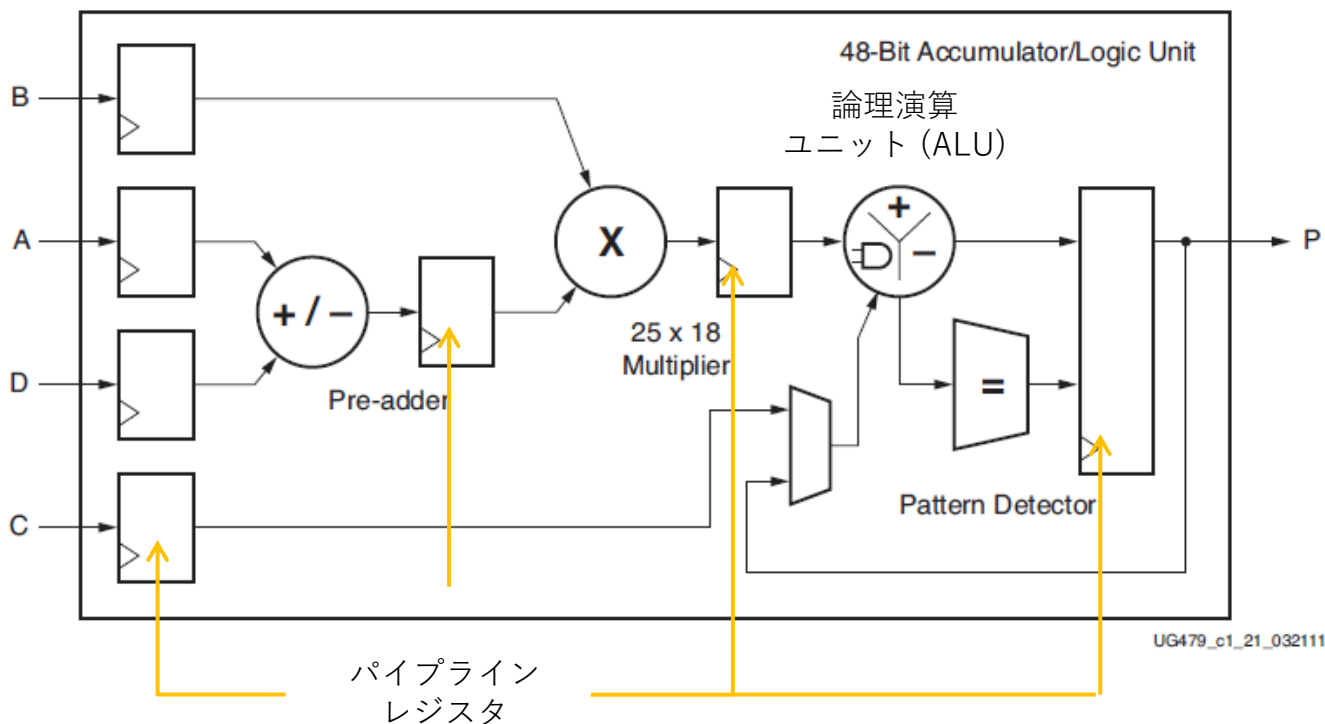 48-Bit Accumulator/Logic Unit
論理演算
ユニット (ALU)
B
A
D
C
+ / −
Pre-adder
X
25 x 18
Multiplier
+
−
=
Pattern Detector
P
UG479_c1_21_032111
パイプライン
レジスタ